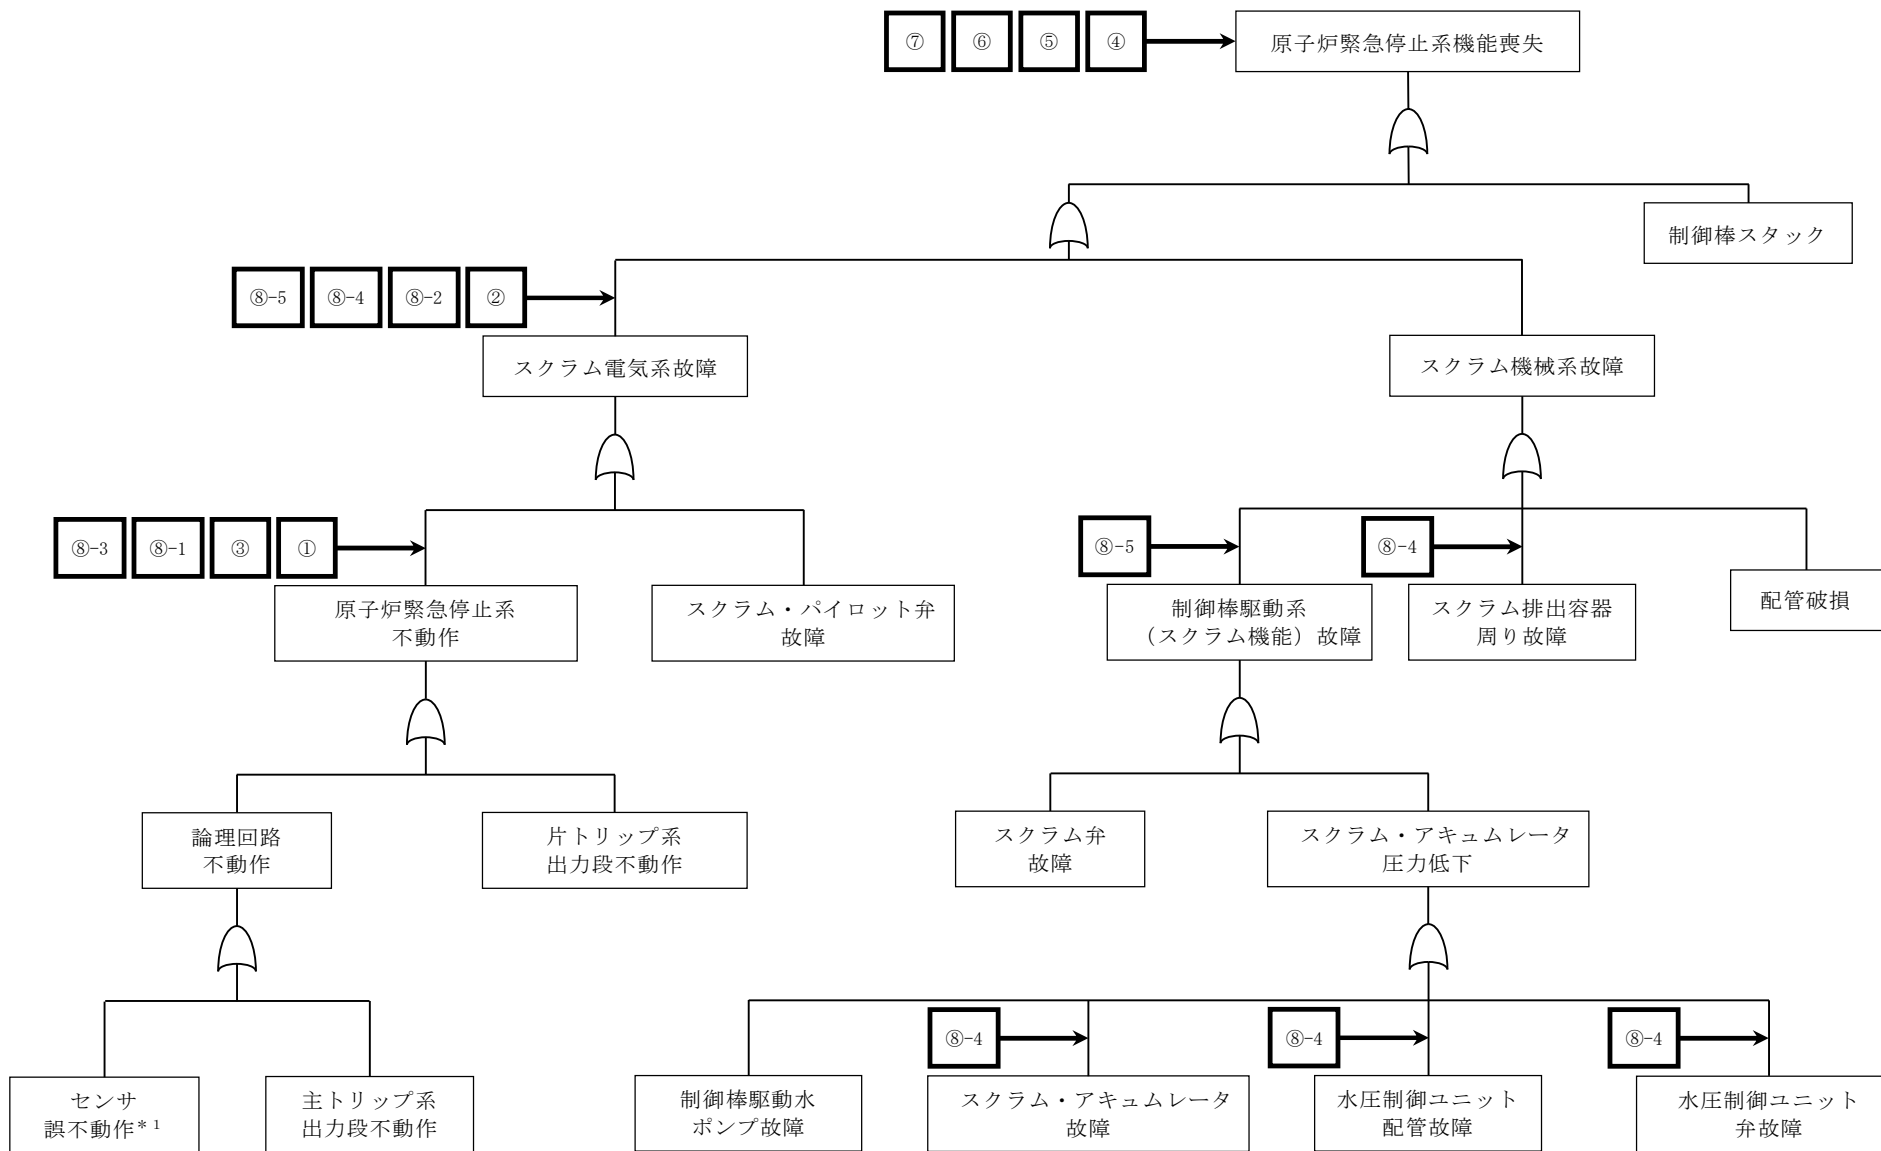 ⑦ ⑥ ⑤ ④
原子炉緊急停止系機能喪失
制御棒スタック
⑧-5 ⑧-4 ⑧-2 ②
スクラム電気系故障
スクラム機械系故障
⑧-3 ⑧-1 ③ ①
⑧-5
⑧-4
原子炉緊急停止系
不動作
スクラム・パイロット弁
故障
制御棒駆動系
（スクラム機能）故障
スクラム排出容器
周り故障
配管破損
論理回路
不動作
片トリップ系
出力段不動作
スクラム弁
故障
スクラム・アキュムレータ
圧力低下
⑧-4
⑧-4
⑧-4
センサ
誤不動作*1
主トリップ系
出力段不動作
制御棒駆動水
ポンプ故障
スクラム・アキュムレータ
故障
水圧制御ユニット
配管故障
水圧制御ユニット
弁故障